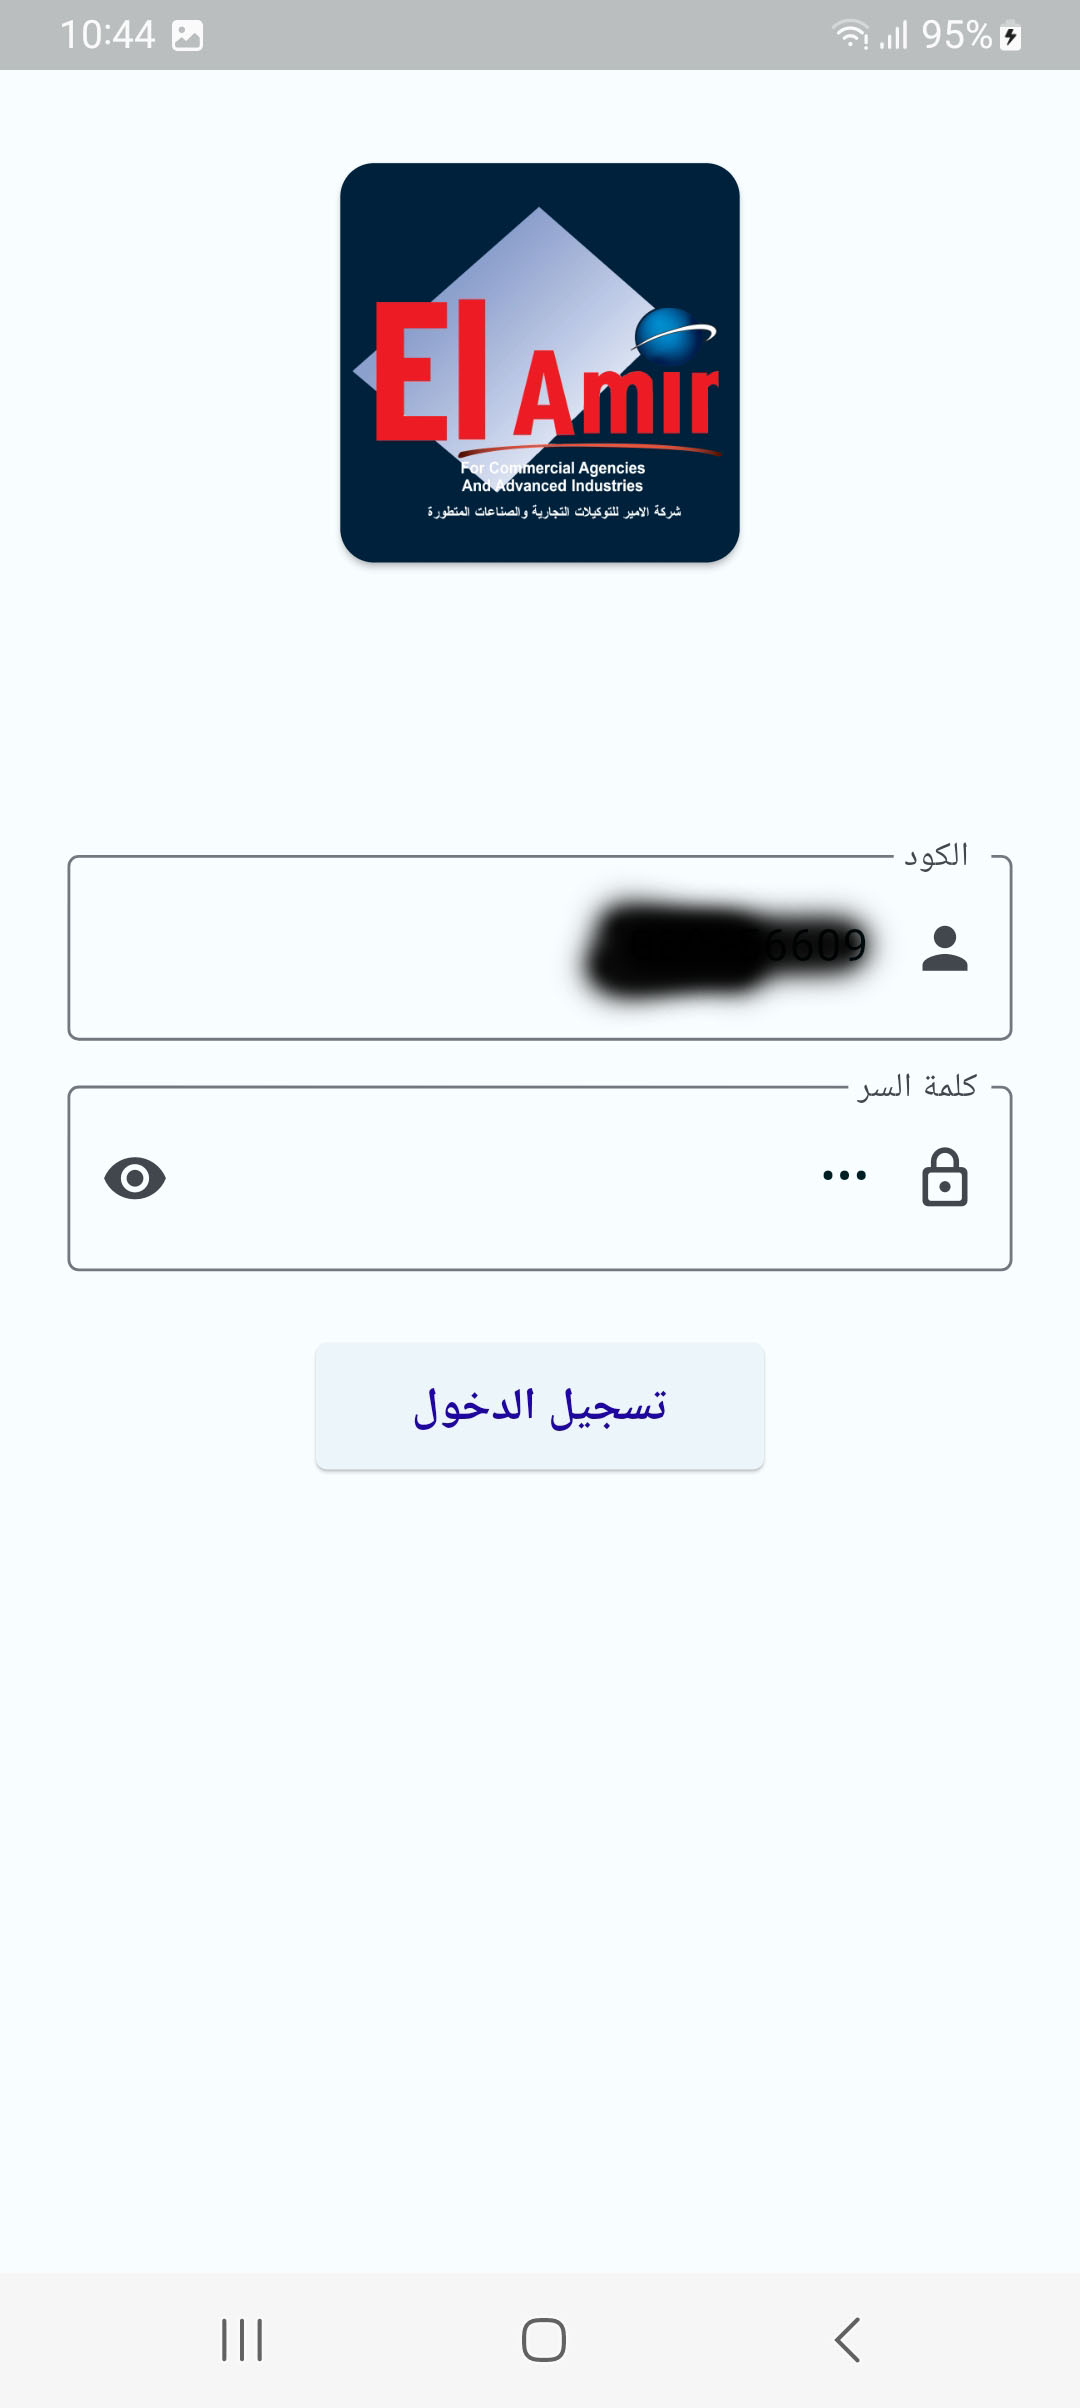 10:44
95%
El Amir
For Commercial Agencies
And Advanced Industries
شركة الامير للتوكيلات التجارية والصناعات المتطورة
الكود
6609
كلمة السر
•••
تسجيل الدخول